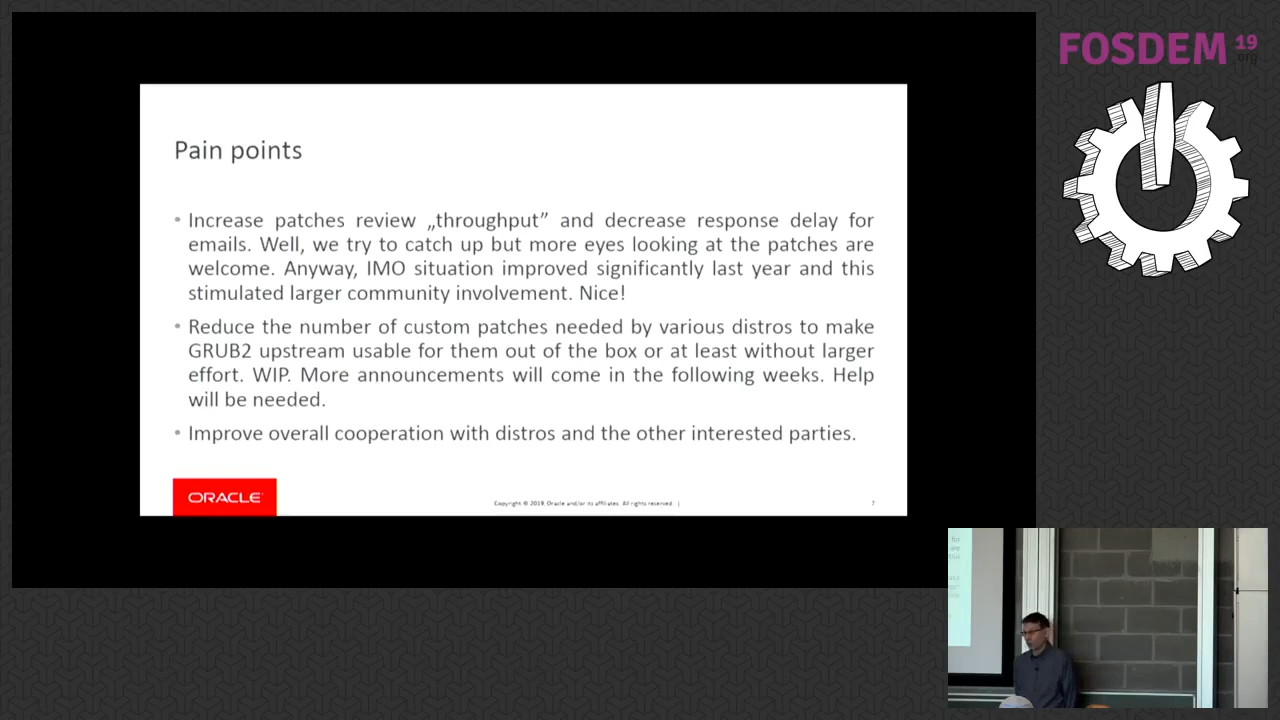 FOSDEM 19
.org
Pain points
• Increase patches review „throughput” and decrease response delay for
emails. Well, we try to catch up but more eyes looking at the patches are
welcome. Anyway, IMO situation improved significantly last year and this
stimulated larger community involvement. Nice!
• Reduce the number of custom patches needed by various distros to make
GRUB2 upstream usable for them out of the box or at least without larger
effort. WIP. More announcements will come in the following weeks. Help
will be needed.
• Improve overall cooperation with distros and the other interested parties.
ORACLE
Copyright © 2019, Oracle and/or its affiliates. All rights reserved. |
7
for
are